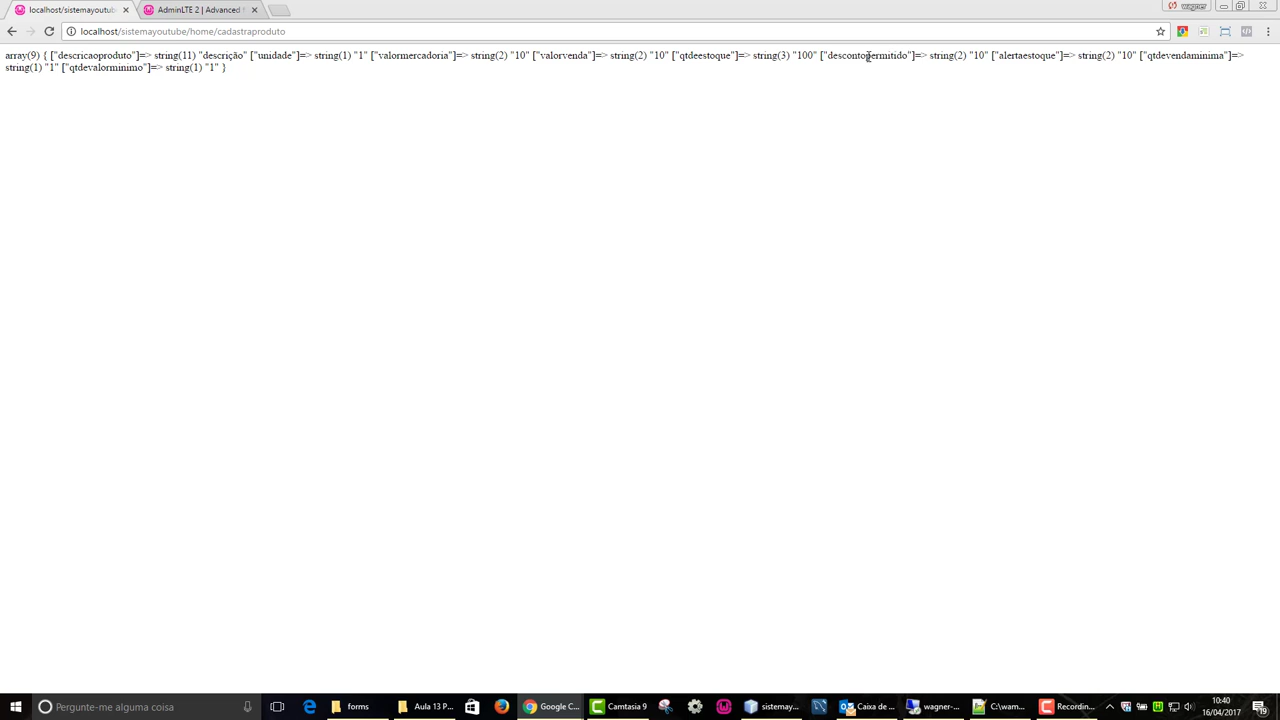 localhost/sistemayoutube/
AdminLTE 2 | Advanced
wagner
localhost/sistemayoutube/home/cadastraproduto
array(9) { ["descricaoproduto"]=> string(11) "descrição" ["unidade"]=> string(1) "1" ["valormercadoria"]=> string(2) "10" ["valorvenda"]=> string(2) "10" ["qtdeestoque"]=> string(3) "100" ["descontopermitido"]=> string(2) "10" ["alertaestoque"]=> string(2) "10" ["qtdevendaminima"]=>
string(1) "1" ["qtdevalorminimo"]=> string(1) "1" }
Pergunte-me alguma coisa
forms
Aula 13 P...
Google C...
Camtasia 9
sistemay...
Caixa de ...
wagner-...
C:\wam...
Recordin...
10:40
16/04/2017